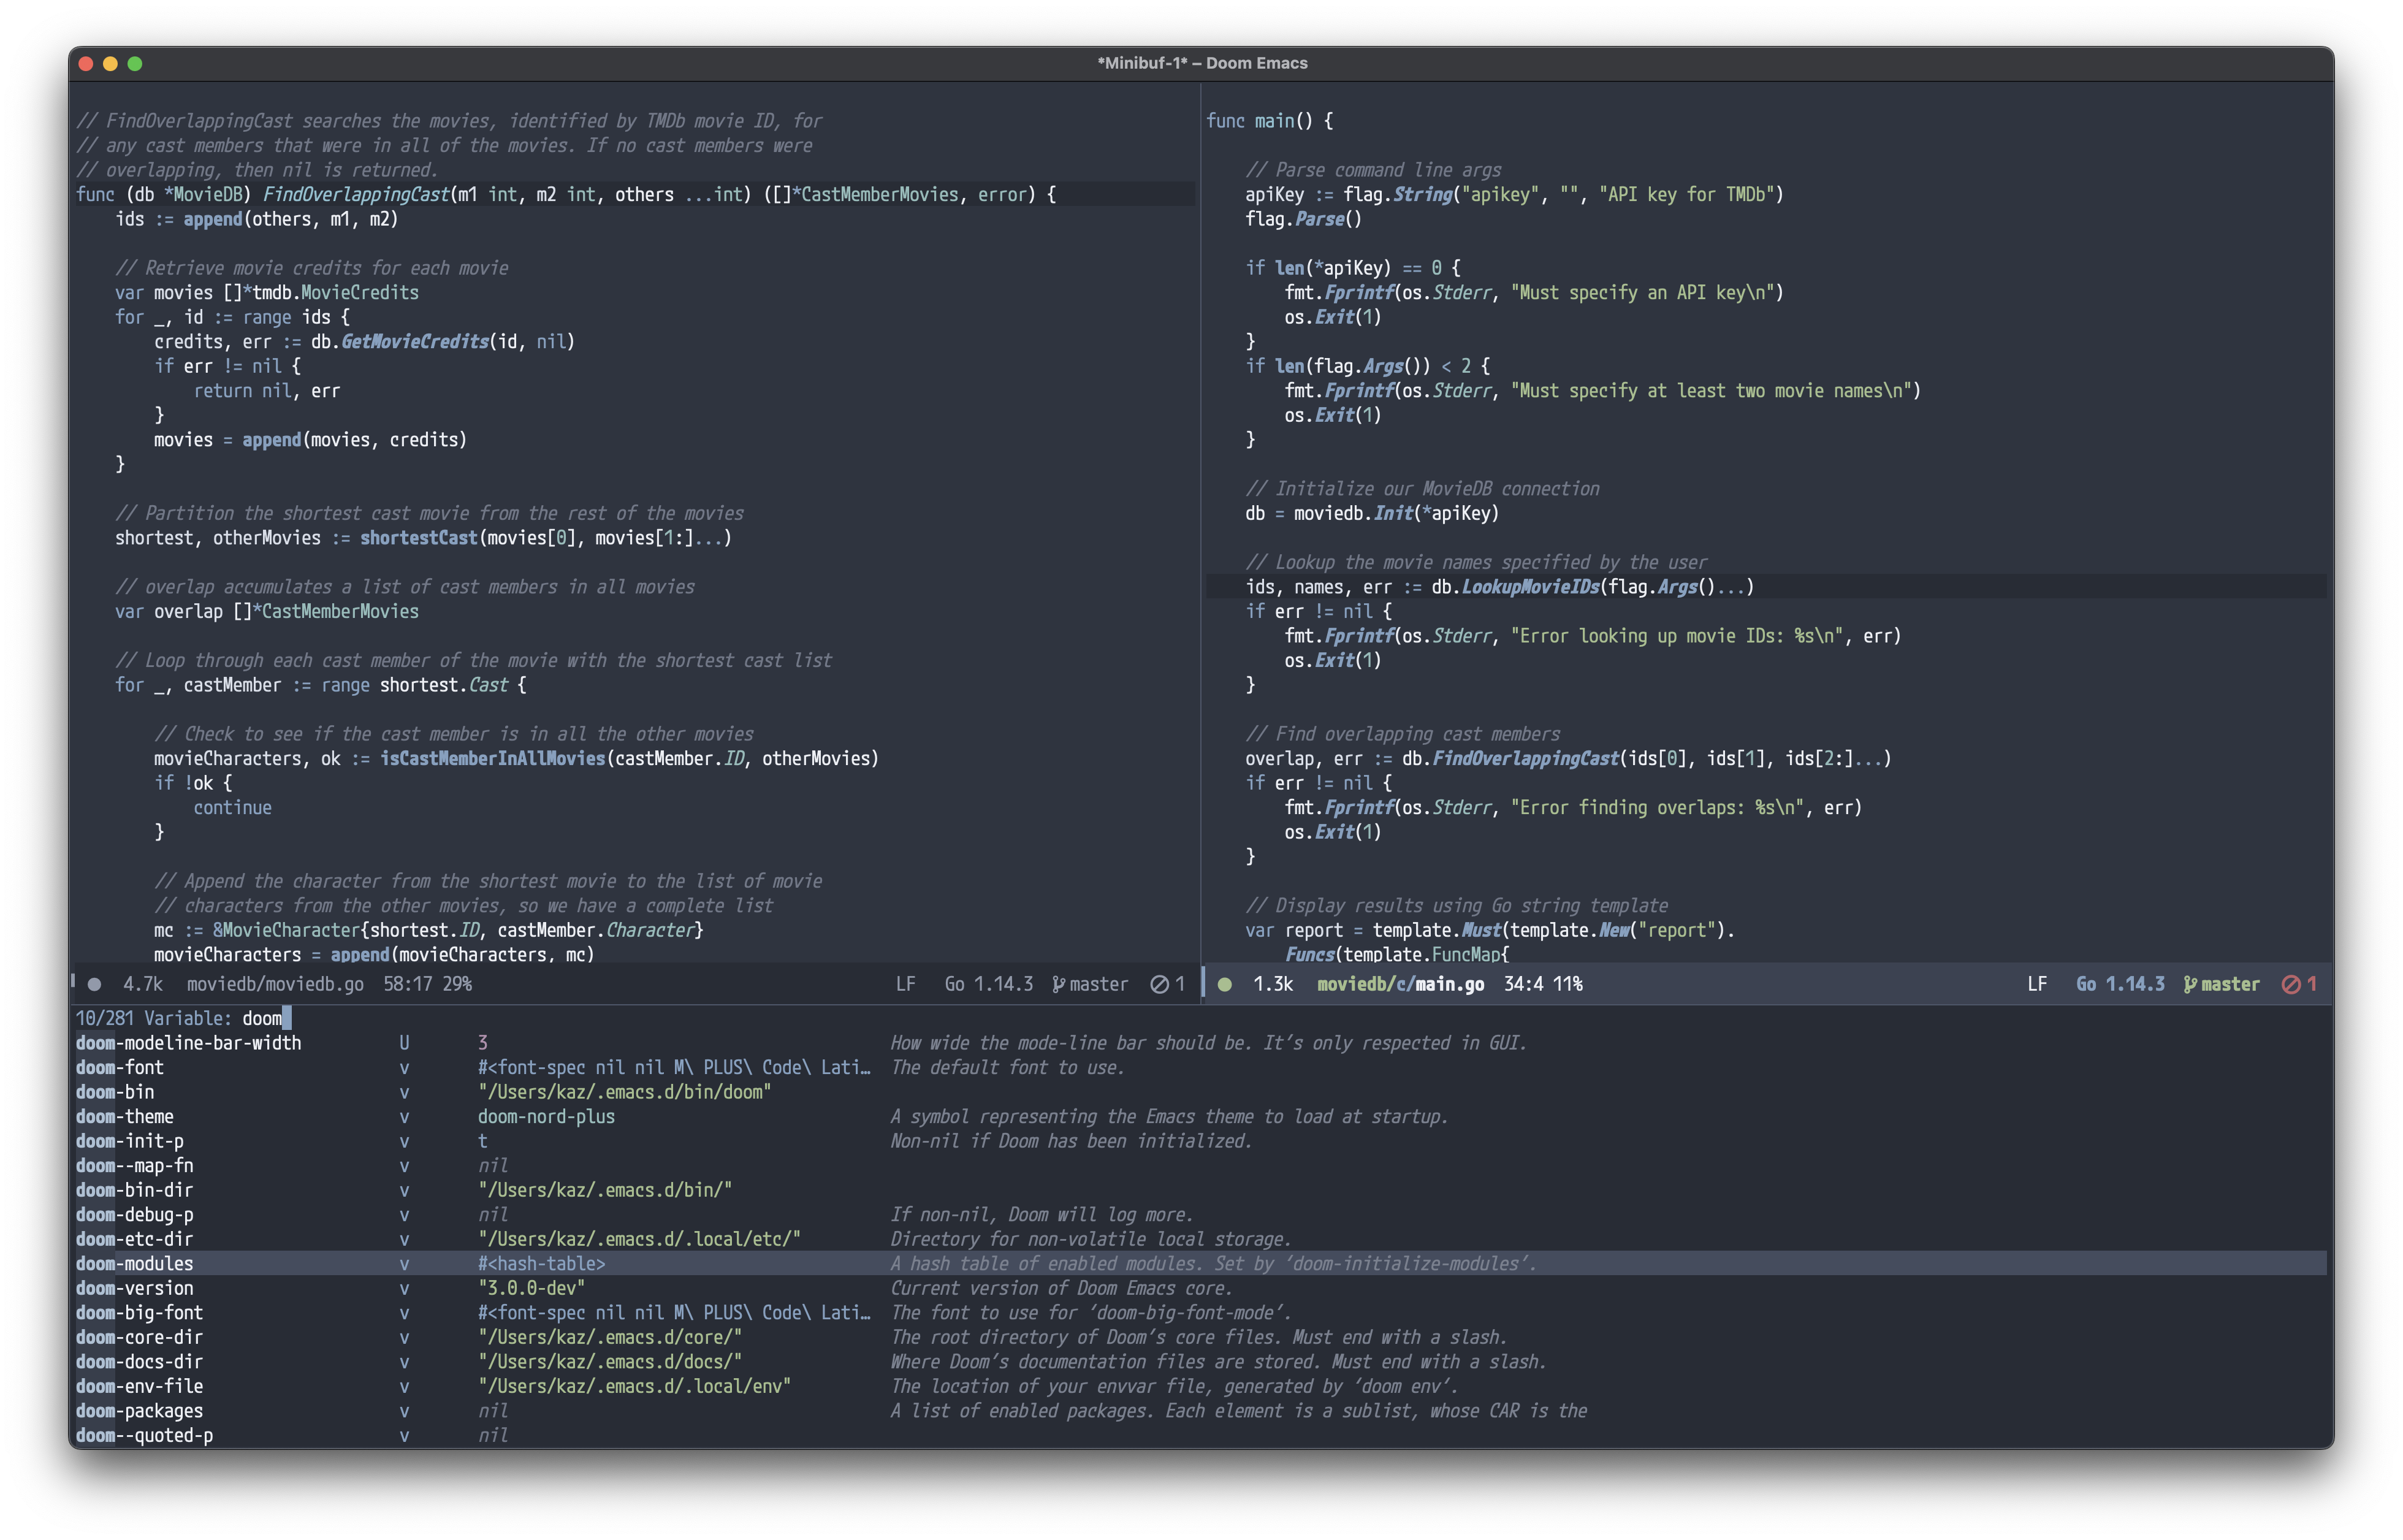 *Minibuf-1* – Doom Emacs
// FindOverlappingCast searches the movies, identified by TMDb movie ID, for
// any cast members that were in all of the movies. If no cast members were
// overlapping, then nil is returned.
func (db *MovieDB) FindOverlappingCast(m1 int, m2 int, others ...int) ([]*CastMemberMovies, error) {
    ids := append(others, m1, m2)

    // Retrieve movie credits for each movie
    var movies []*tmdb.MovieCredits
    for _, id := range ids {
        credits, err := db.GetMovieCredits(id, nil)
        if err != nil {
            return nil, err
        }
        movies = append(movies, credits)
    }

    // Partition the shortest cast movie from the rest of the movies
    shortest, otherMovies := shortestCast(movies[0], movies[1:]...)

    // overlap accumulates a list of cast members in all movies
    var overlap []*CastMemberMovies

    // Loop through each cast member of the movie with the shortest cast list
    for _, castMember := range shortest.Cast {

        // Check to see if the cast member is in all the other movies
        movieCharacters, ok := isCastMemberInAllMovies(castMember.ID, otherMovies)
        if !ok {
            continue
        }

        // Append the character from the shortest movie to the list of movie
        // characters from the other movies, so we have a complete list
        mc := &MovieCharacter{shortest.ID, castMember.Character}
        movieCharacters = append(movieCharacters, mc)
4.7k moviedb/moviedb.go 58:17 29% LF Go 1.14.3 master 1
func main() {

    // Parse command line args
    apiKey := flag.String("apikey", "", "API key for TMDb")
    flag.Parse()

    if len(*apiKey) == 0 {
        fmt.Fprintf(os.Stderr, "Must specify an API key\n")
        os.Exit(1)
    }
    if len(flag.Args()) < 2 {
        fmt.Fprintf(os.Stderr, "Must specify at least two movie names\n")
        os.Exit(1)
    }

    // Initialize our MovieDB connection
    db = moviedb.Init(*apiKey)

    // Lookup the movie names specified by the user
    ids, names, err := db.LookupMovieIDs(flag.Args()...)
    if err != nil {
        fmt.Fprintf(os.Stderr, "Error looking up movie IDs: %s\n", err)
        os.Exit(1)
    }

    // Find overlapping cast members
    overlap, err := db.FindOverlappingCast(ids[0], ids[1], ids[2:]...)
    if err != nil {
        fmt.Fprintf(os.Stderr, "Error finding overlaps: %s\n", err)
        os.Exit(1)
    }

    // Display results using Go string template
    var report = template.Must(template.New("report").
        Funcs(template.FuncMap{
1.3k moviedb/c/main.go 34:4 11% LF Go 1.14.3 master 1
10/281 Variable: doom
doom-modeline-bar-width U 3 How wide the mode-line bar should be. It’s only respected in GUI.
doom-font v #<font-spec nil nil M\ PLUS\ Code\ Lati… The default font to use.
doom-bin v "/Users/kaz/.emacs.d/bin/doom"
doom-theme v doom-nord-plus A symbol representing the Emacs theme to load at startup.
doom-init-p v t Non-nil if Doom has been initialized.
doom--map-fn v nil
doom-bin-dir v "/Users/kaz/.emacs.d/bin/"
doom-debug-p v nil If non-nil, Doom will log more.
doom-etc-dir v "/Users/kaz/.emacs.d/.local/etc/" Directory for non-volatile local storage.
doom-modules v #<hash-table> A hash table of enabled modules. Set by ‘doom-initialize-modules’.
doom-version v "3.0.0-dev" Current version of Doom Emacs core.
doom-big-font v #<font-spec nil nil M\ PLUS\ Code\ Lati… The font to use for ‘doom-big-font-mode’.
doom-core-dir v "/Users/kaz/.emacs.d/core/" The root directory of Doom’s core files. Must end with a slash.
doom-docs-dir v "/Users/kaz/.emacs.d/docs/" Where Doom’s documentation files are stored. Must end with a slash.
doom-env-file v "/Users/kaz/.emacs.d/.local/env" The location of your envvar file, generated by ‘doom env’.
doom-packages v nil A list of enabled packages. Each element is a sublist, whose CAR is the
doom--quoted-p v nil